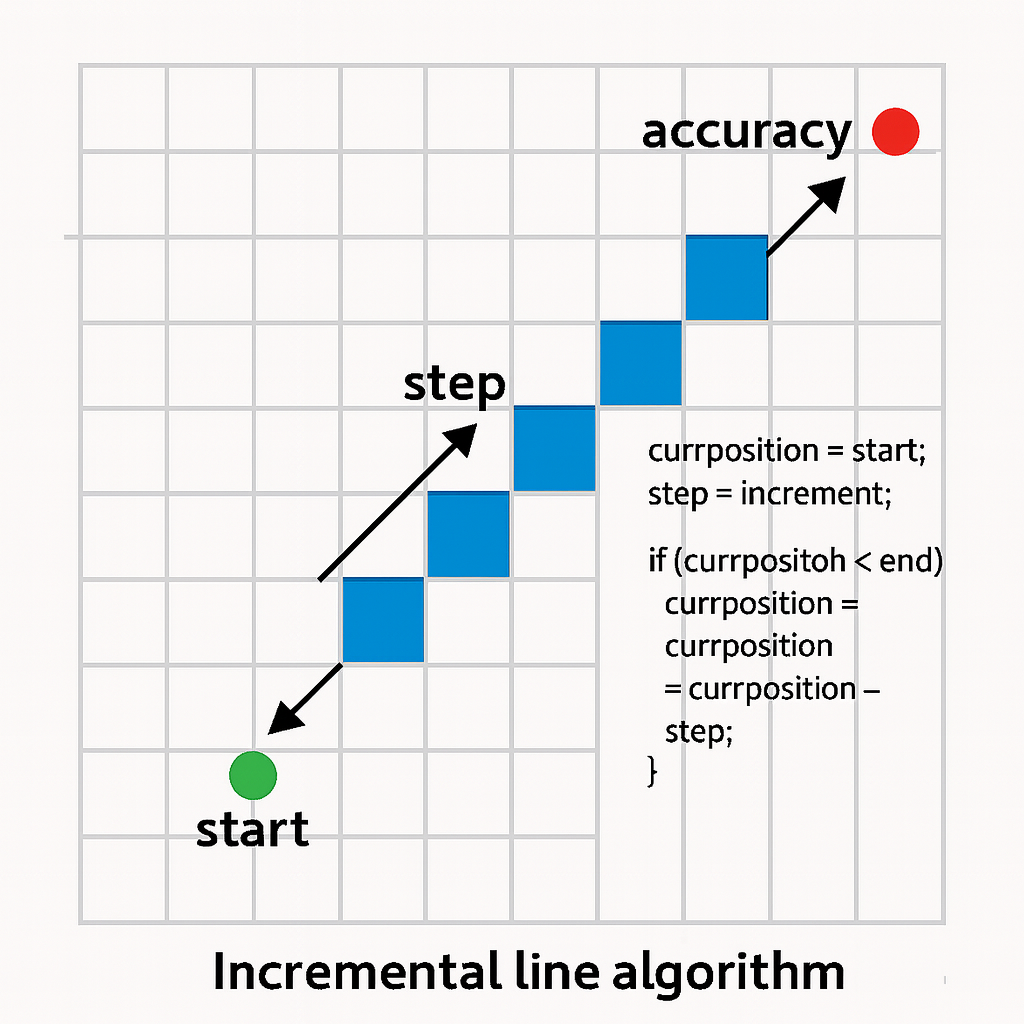 accuracy
step
currposition = start;
step = increment;
if (currpositoh < end)
currposition =
currposition
= currposition –
step;
}
start
Incremental line algorithm